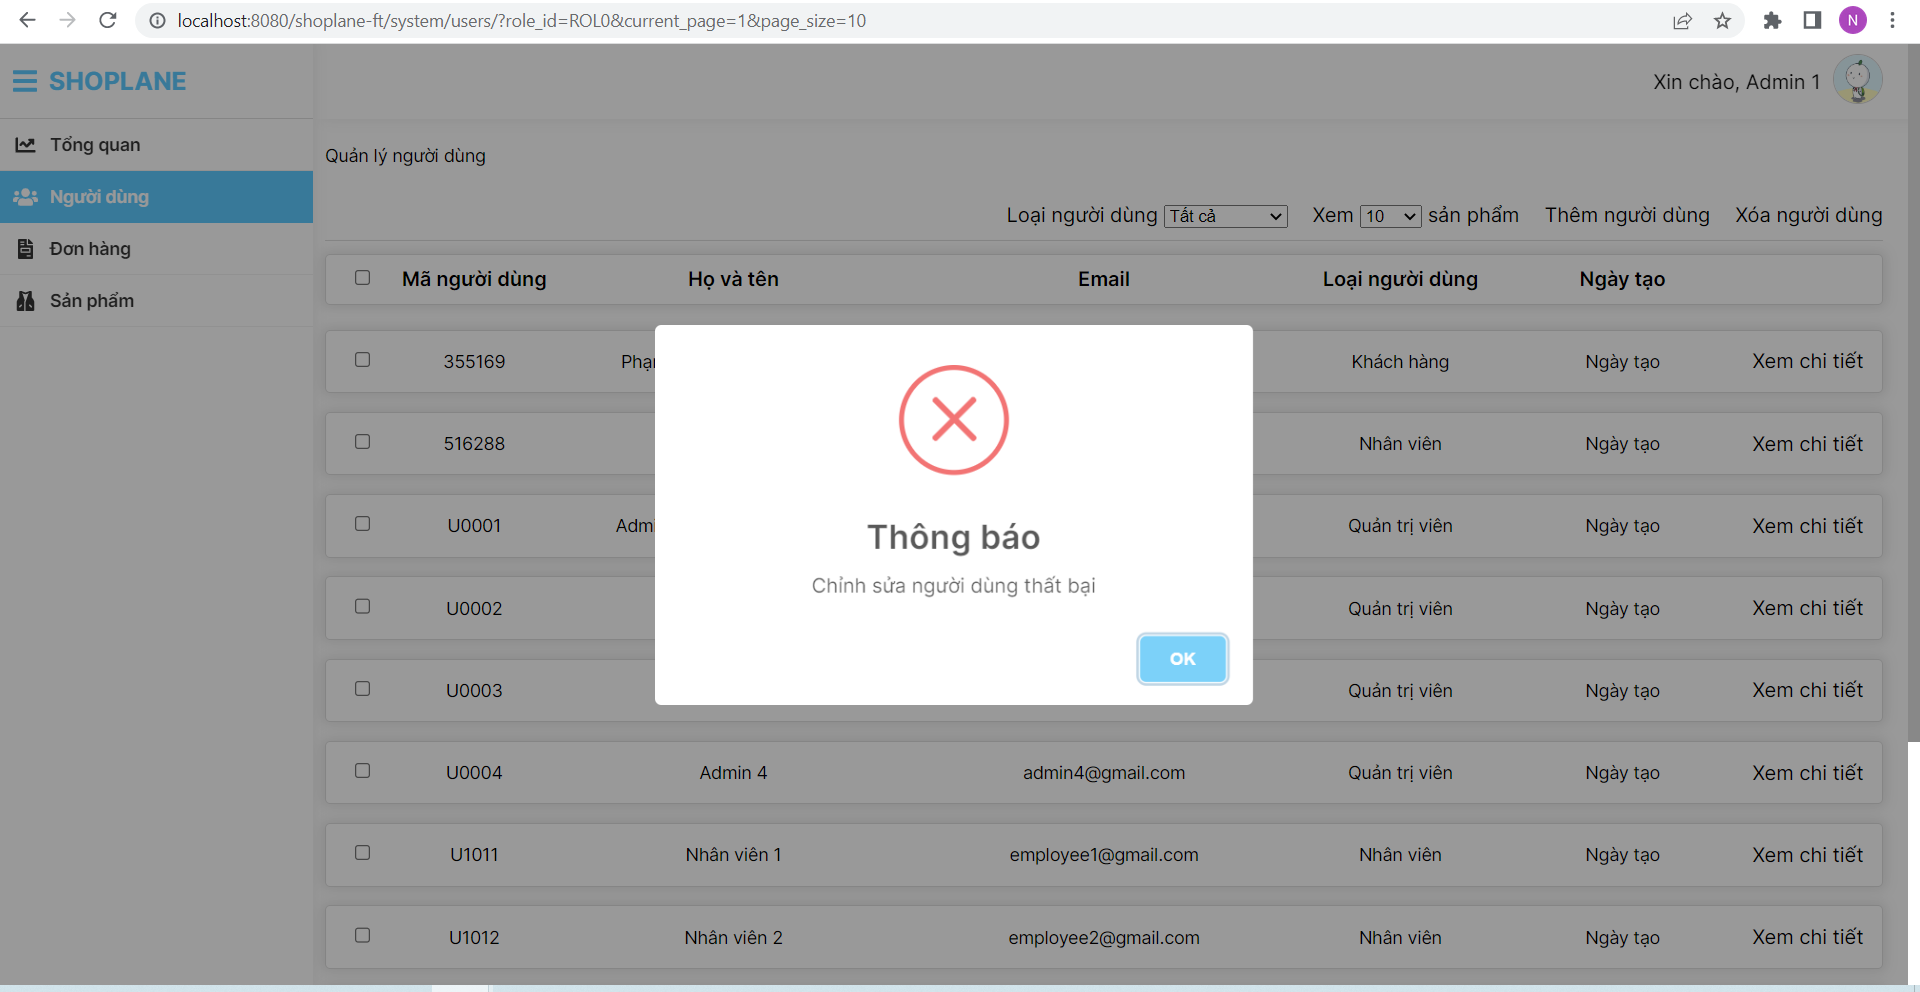 localhost:8080/shoplane-ft/system/users/?role_id=ROL0&current_page=1&page_size=10
N
SHOPLANE
Xin chào, Admin 1
Tổng quan
Người dùng
Đơn hàng
Sản phẩm
Quản lý người dùng
Loại người dùng Tất cả Xem 10 sản phẩm Thêm người dùng Xóa người dùng
Mã người dùng Họ và tên Email Loại người dùng Ngày tạo
355169 Khách hàng Ngày tạo Xem chi tiết
516288 Nhân viên Ngày tạo Xem chi tiết
U0001 Quản trị viên Ngày tạo Xem chi tiết
U0002 Quản trị viên Ngày tạo Xem chi tiết
U0003 Quản trị viên Ngày tạo Xem chi tiết
U0004 Admin 4 admin4@gmail.com Quản trị viên Ngày tạo Xem chi tiết
U1011 Nhân viên 1 employee1@gmail.com Nhân viên Ngày tạo Xem chi tiết
U1012 Nhân viên 2 employee2@gmail.com Nhân viên Ngày tạo Xem chi tiết
Thông báo
Chỉnh sửa người dùng thất bại
OK